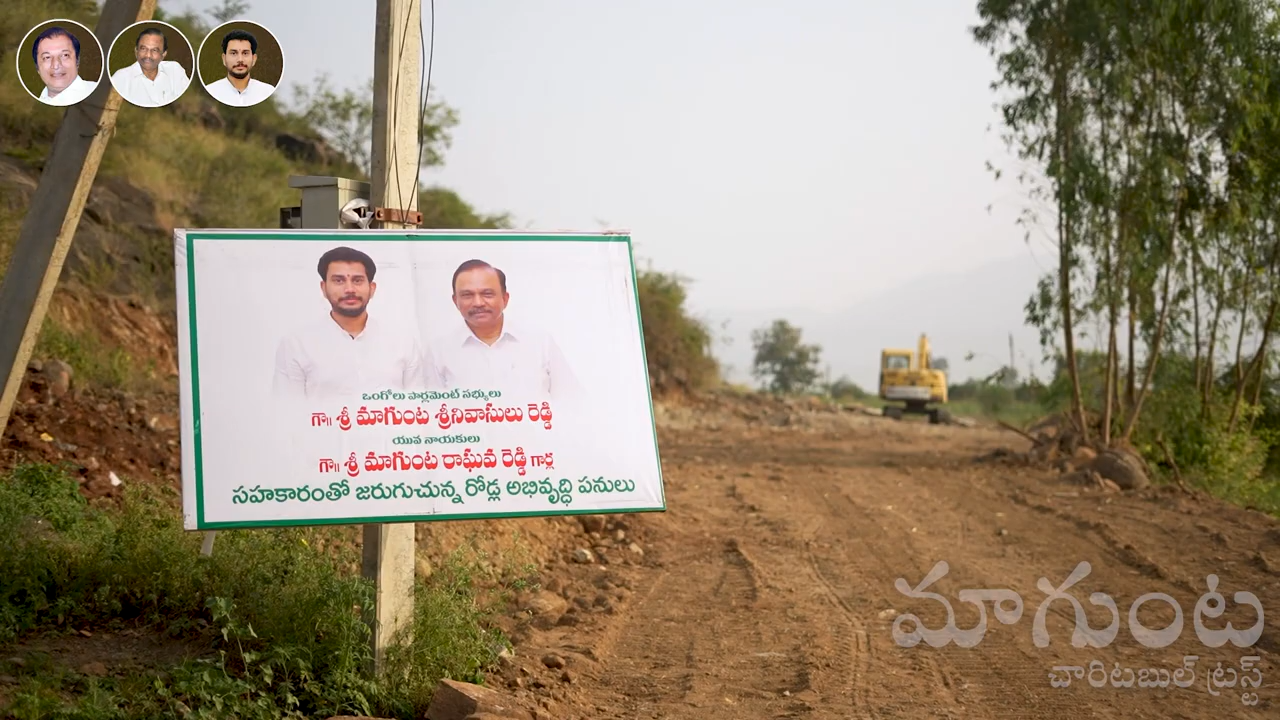 ఒంగోలు పార్లమెంట్ సభ్యులు
గౌ॥ శ్రీ మాగుంట శ్రీనివాసులు రెడ్డి
యువ నాయకులు
గౌ॥ శ్రీ మాగుంట రాఘవ రెడ్డి గార్ల
సహకారంతో జరుగుచున్న రోడ్ల అభివృద్ధి పనులు
మాగుంట
చారిటబుల్ ట్రస్ట్